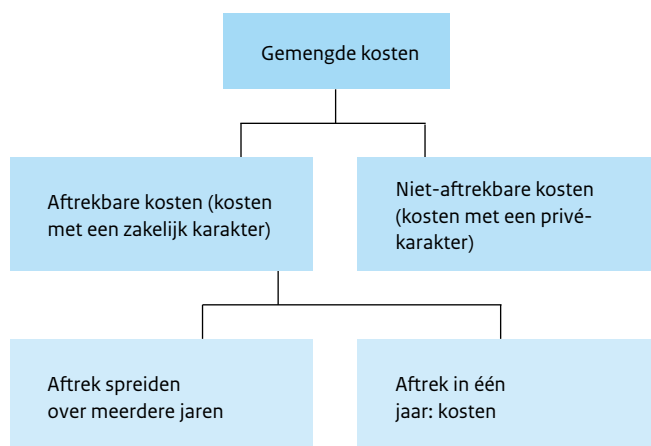 Gemengde kosten
Aftrekbare kosten (kosten
met een zakelijk karakter)
Niet-aftrekbare kosten
(kosten met een privé-
karakter)
Aftrek spreiden
over meerdere jaren
Aftrek in één
jaar: kosten